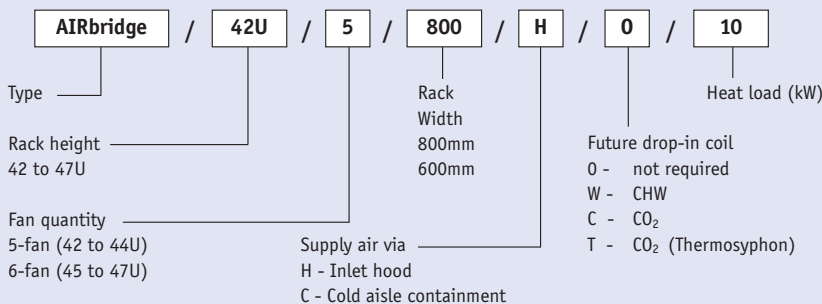 AIRbridge / 42U / 5 / 800 / H / 0 / 10
Type
Rack height
42 to 47U
Fan quantity
5-fan (42 to 44U)
6-fan (45 to 47U)
Supply air via
H - Inlet hood
C - Cold aisle containment
Rack
Width
800mm
600mm
Future drop-in coil
0 - not required
W - CHW
C - CO₂
T - CO₂ (Thermosyphon)
Heat load (kW)